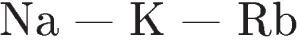 Na — K — Rb